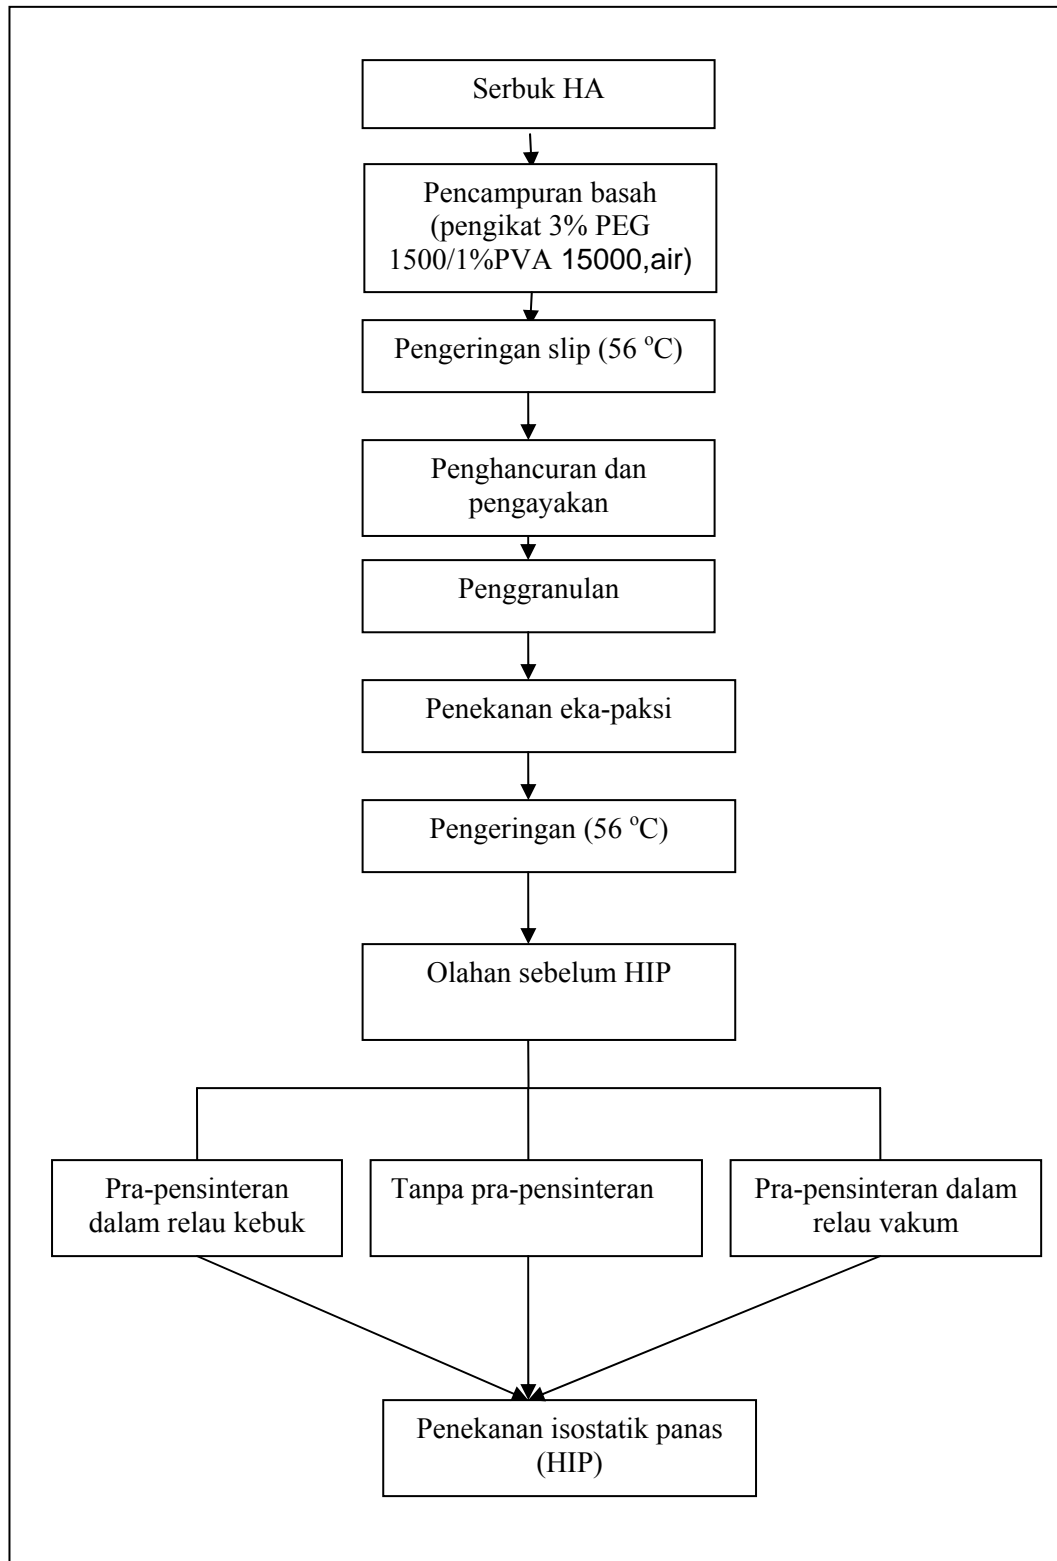 Serbuk HA
Pencampuran basah
(pengikat 3% PEG
1500/1%PVA 15000,air)
Pengeringan slip (56 °C)
Penghancuran dan
pengayakan
Penggranulan
Penekanan eka-paksi
Pengeringan (56 °C)
Olahan sebelum HIP
Pra-pensinteran
dalam relau kebuk
Tanpa pra-pensinteran
Pra-pensinteran dalam
relau vakum
Penekanan isostatik panas
(HIP)